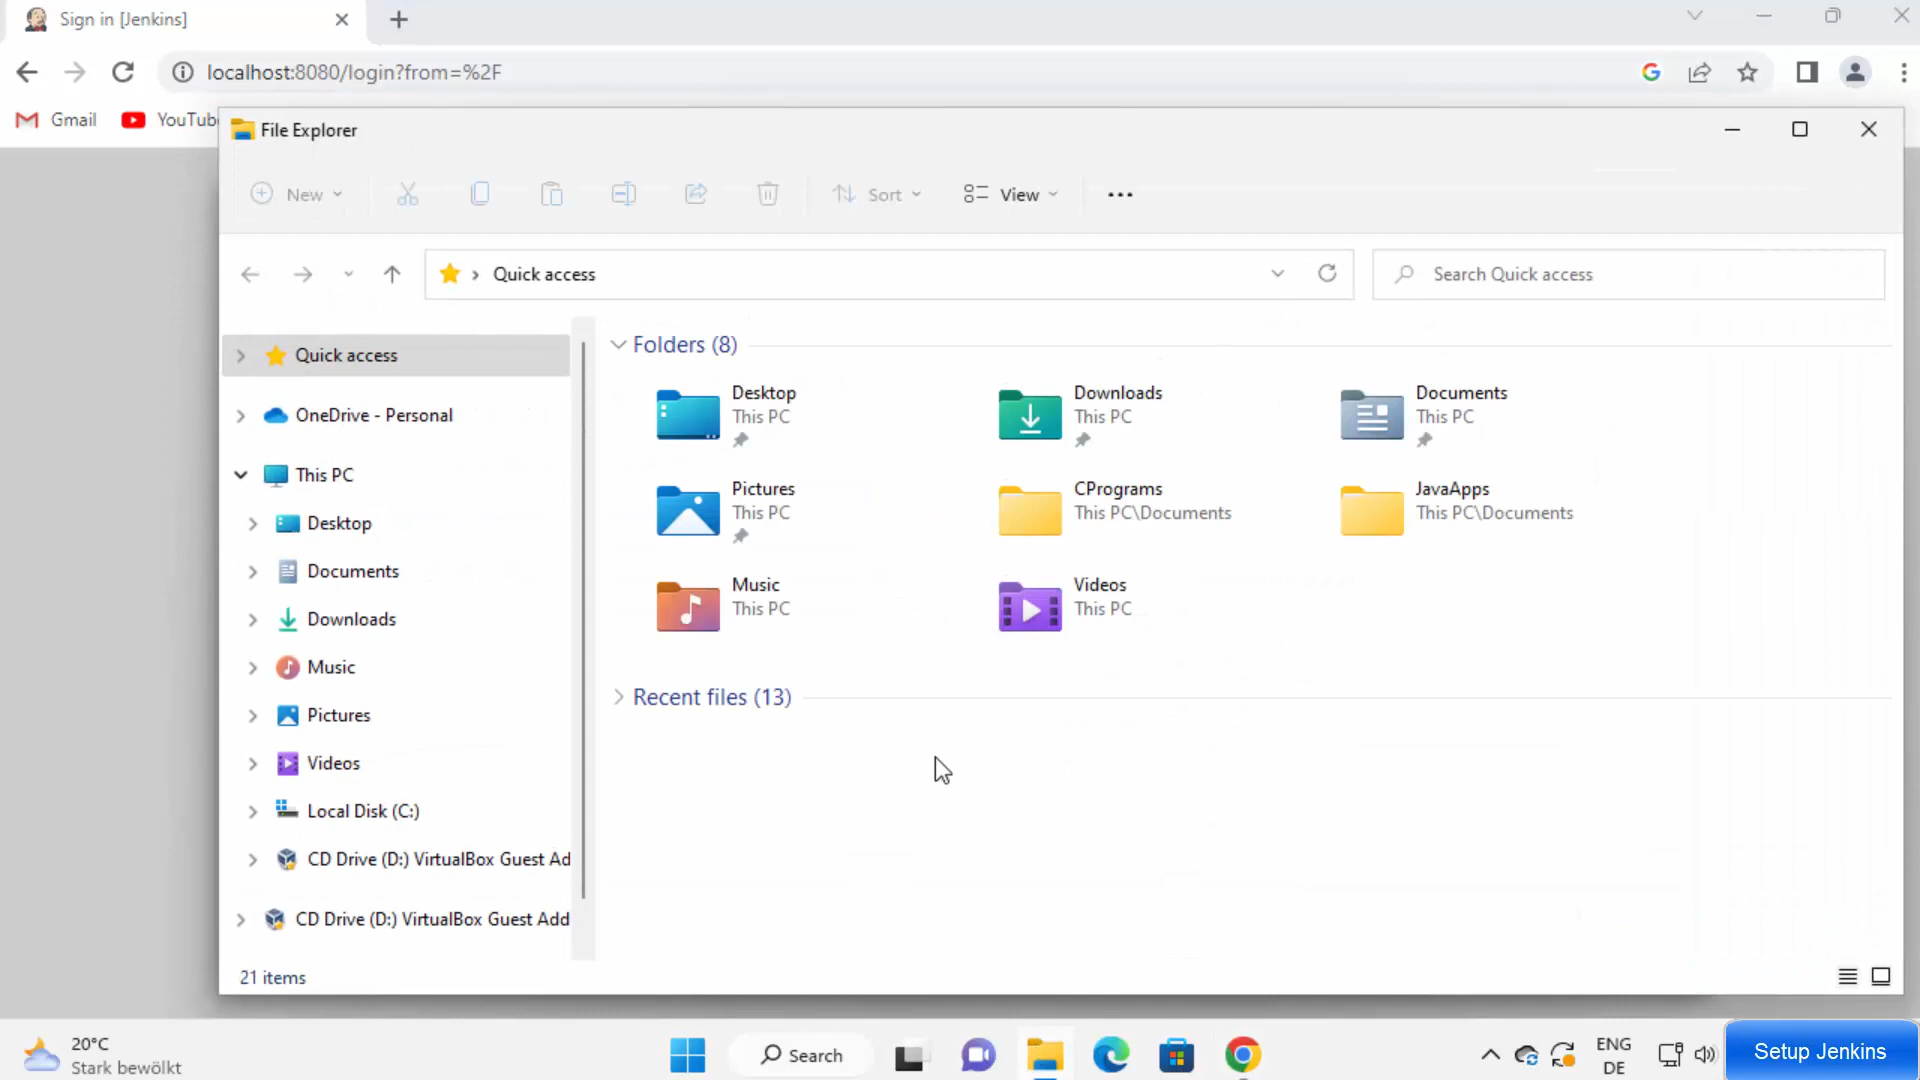 Sign in [Jenkins]
localhost:8080/login?from=%2F
Gmail
YouTube
File Explorer
New
Sort
View
Quick access
Search Quick access
Quick access
OneDrive - Personal
This PC
Desktop
Documents
Downloads
Music
Pictures
Videos
Local Disk (C:)
CD Drive (D:) VirtualBox Guest Ad
CD Drive (D:) VirtualBox Guest Add
Folders (8)
Desktop
This PC
Downloads
This PC
Documents
This PC
Pictures
This PC
CPrograms
This PC\Documents
JavaApps
This PC\Documents
Music
This PC
Videos
This PC
Recent files (13)
21 items
20°C
Stark bewölkt
Search
ENG
DE
Setup Jenkins